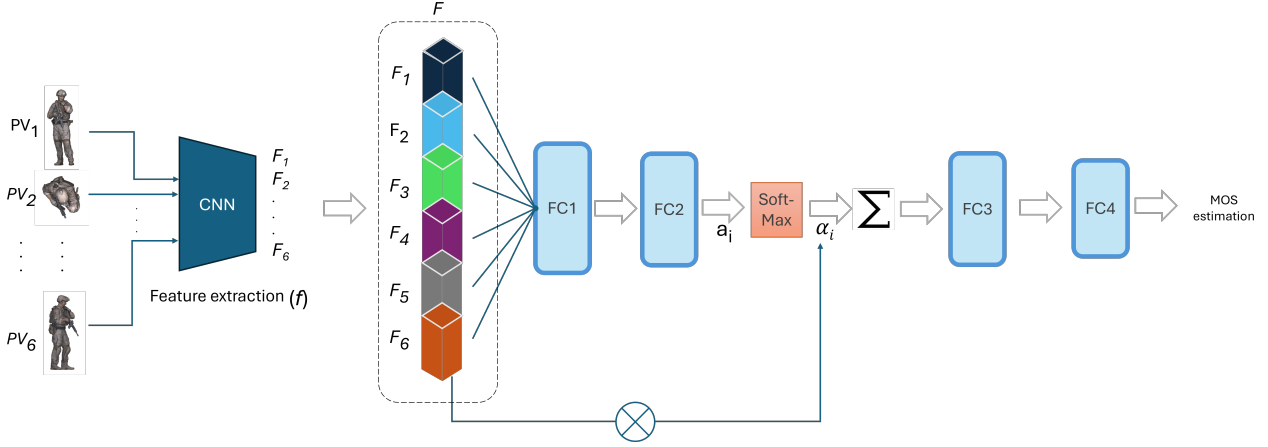 F
PV1
PV2
PV6
CNN
F1
F2
F6
Feature extraction (f)
F1
F2
F3
F4
F5
F6
FC1
FC2
ai
Soft-
Max
αi
Σ
FC3
FC4
MOS
estimation